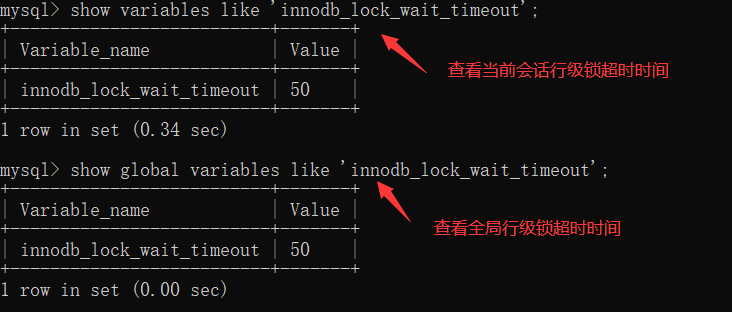 mysql> show variables like 'innodb_lock_wait_timeout';
+--------------------------+-------+
| Variable_name            | Value |
+--------------------------+-------+
| innodb_lock_wait_timeout | 50    |
+--------------------------+-------+
1 row in set (0.34 sec)
查看当前会话行级锁超时时间
mysql> show global variables like 'innodb_lock_wait_timeout';
+--------------------------+-------+
| Variable_name            | Value |
+--------------------------+-------+
| innodb_lock_wait_timeout | 50    |
+--------------------------+-------+
1 row in set (0.00 sec)
查看全局行级锁超时时间